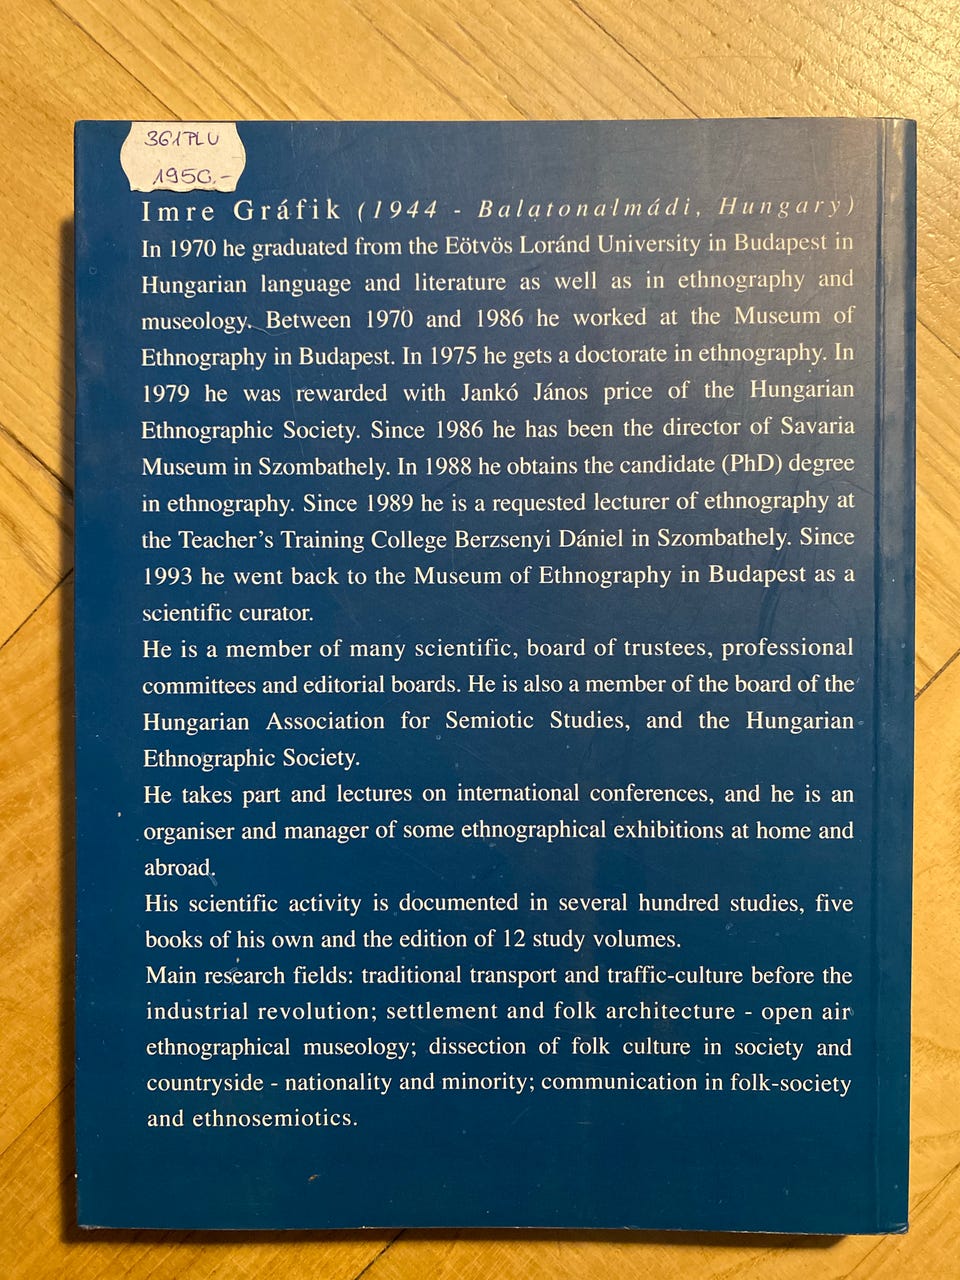 361PLU
1950,-
Imre Gráfik (1944 - Balatonalmádi, Hungary)
In 1970 he graduated from the Eötvös Loránd University in Budapest in
Hungarian language and literature as well as in ethnography and
museology. Between 1970 and 1986 he worked at the Museum of
Ethnography in Budapest. In 1975 he gets a doctorate in ethnography. In
1979 he was rewarded with Jankó János price of the Hungarian
Ethnographic Society. Since 1986 he has been the director of Savaria
Museum in Szombathely. In 1988 he obtains the candidate (PhD) degree
in ethnography. Since 1989 he is a requested lecturer of ethnography at
the Teacher's Training College Berzsenyi Dániel in Szombathely. Since
1993 he went back to the Museum of Ethnography in Budapest as a
scientific curator.
He is a member of many scientific, board of trustees, professional
committees and editorial boards. He is also a member of the board of the
Hungarian Association for Semiotic Studies, and the Hungarian
Ethnographic Society.
He takes part and lectures on international conferences, and he is an
organiser and manager of some ethnographical exhibitions at home and
abroad.
His scientific activity is documented in several hundred studies, five
books of his own and the edition of 12 study volumes.
Main research fields: traditional transport and traffic-culture before the
industrial revolution; settlement and folk architecture - open air
ethnographical museology; dissection of folk culture in society and
countryside - nationality and minority; communication in folk-society
and ethnosemiotics.